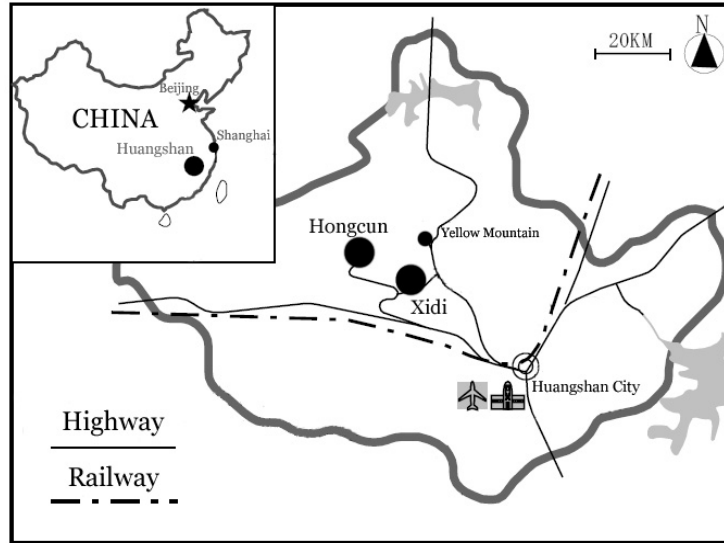 Beijing
CHINA
Shanghai
Huangshan
N
20KM
Hongcun
Yellow Mountain
Xidi
Huangshan City
Highway
Railway